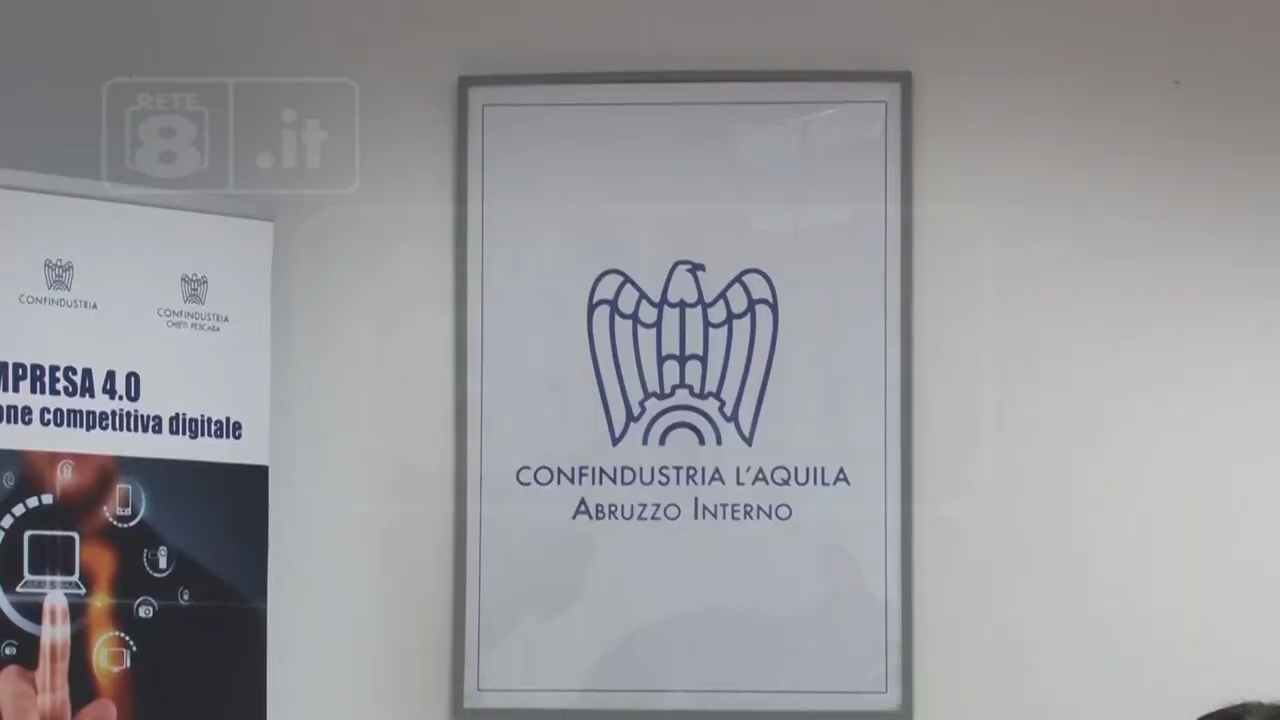 RETE
8
.it
CONFINDUSTRIA
CONFINDUSTRIA
CHIETI PESCARA
MPRESA 4.0
one competitiva digitale
CONFINDUSTRIA L'AQUILA
ABRUZZO INTERNO